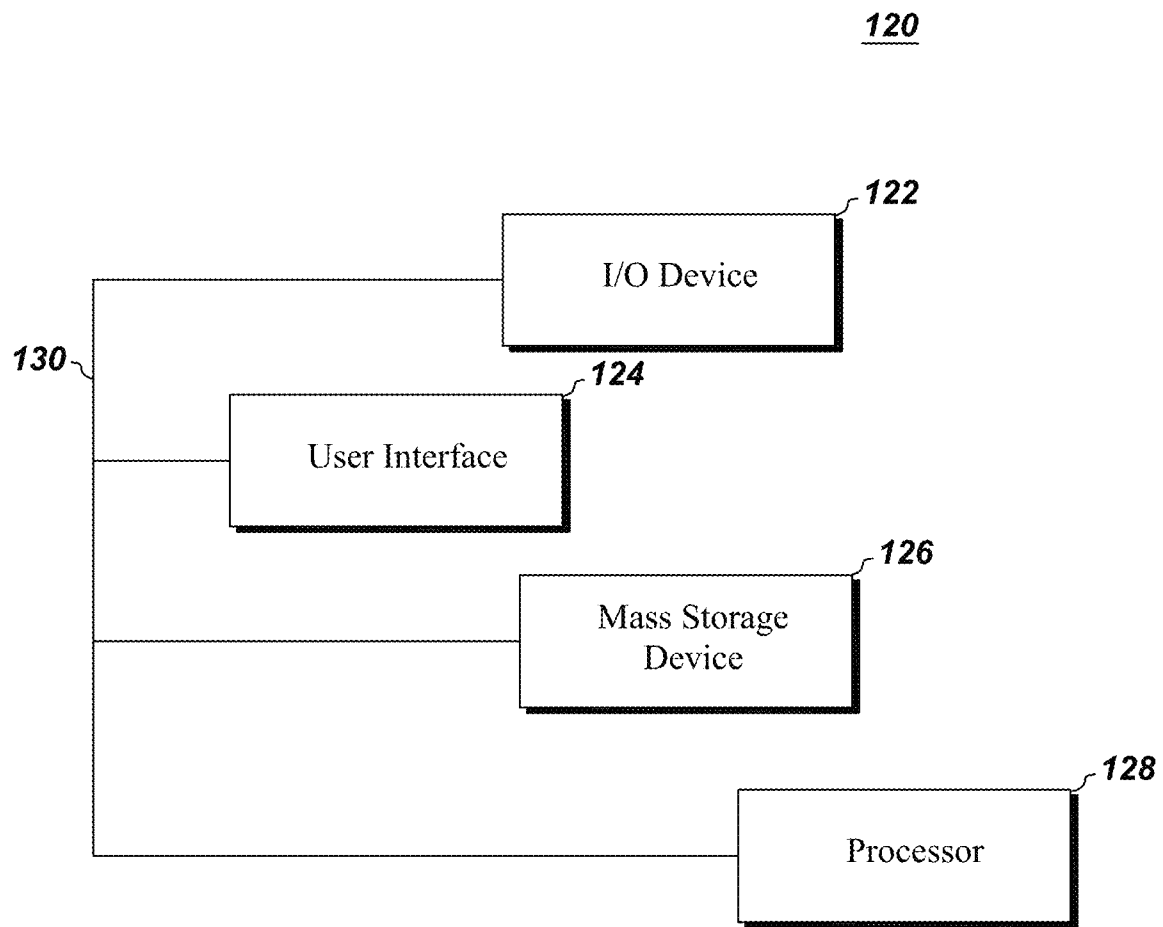 120
122
I/O Device
130
124
User Interface
126
Mass Storage
Device
128
Processor